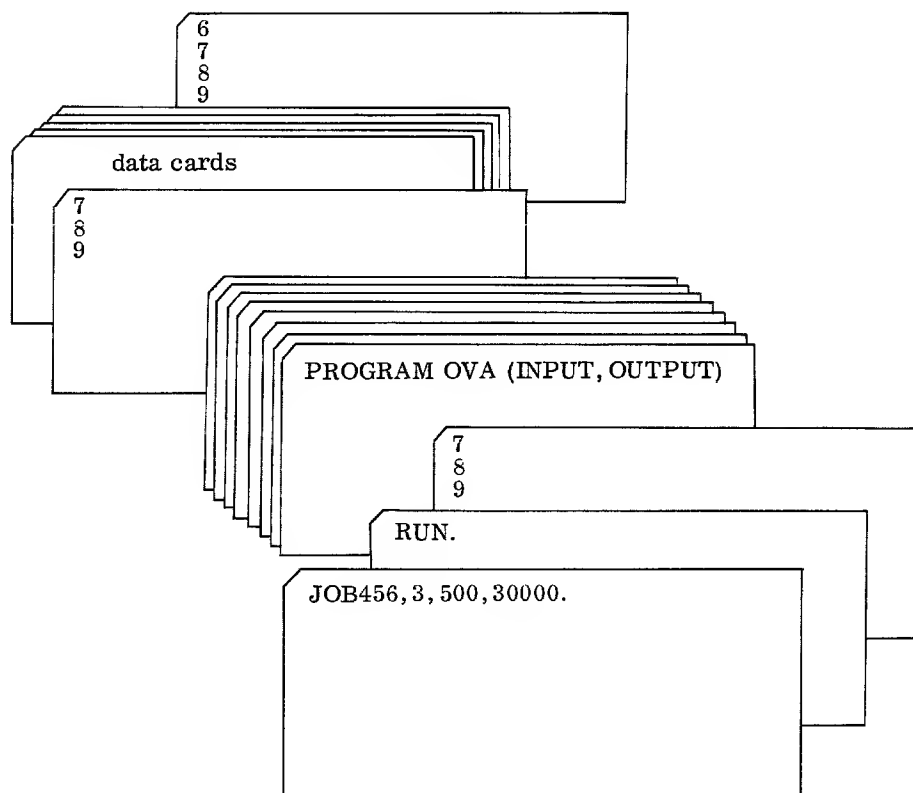 6
7
8
9
data cards
7
8
9
PROGRAM OVA (INPUT, OUTPUT)
7
8
9
RUN.
JOB456,3,500,30000.